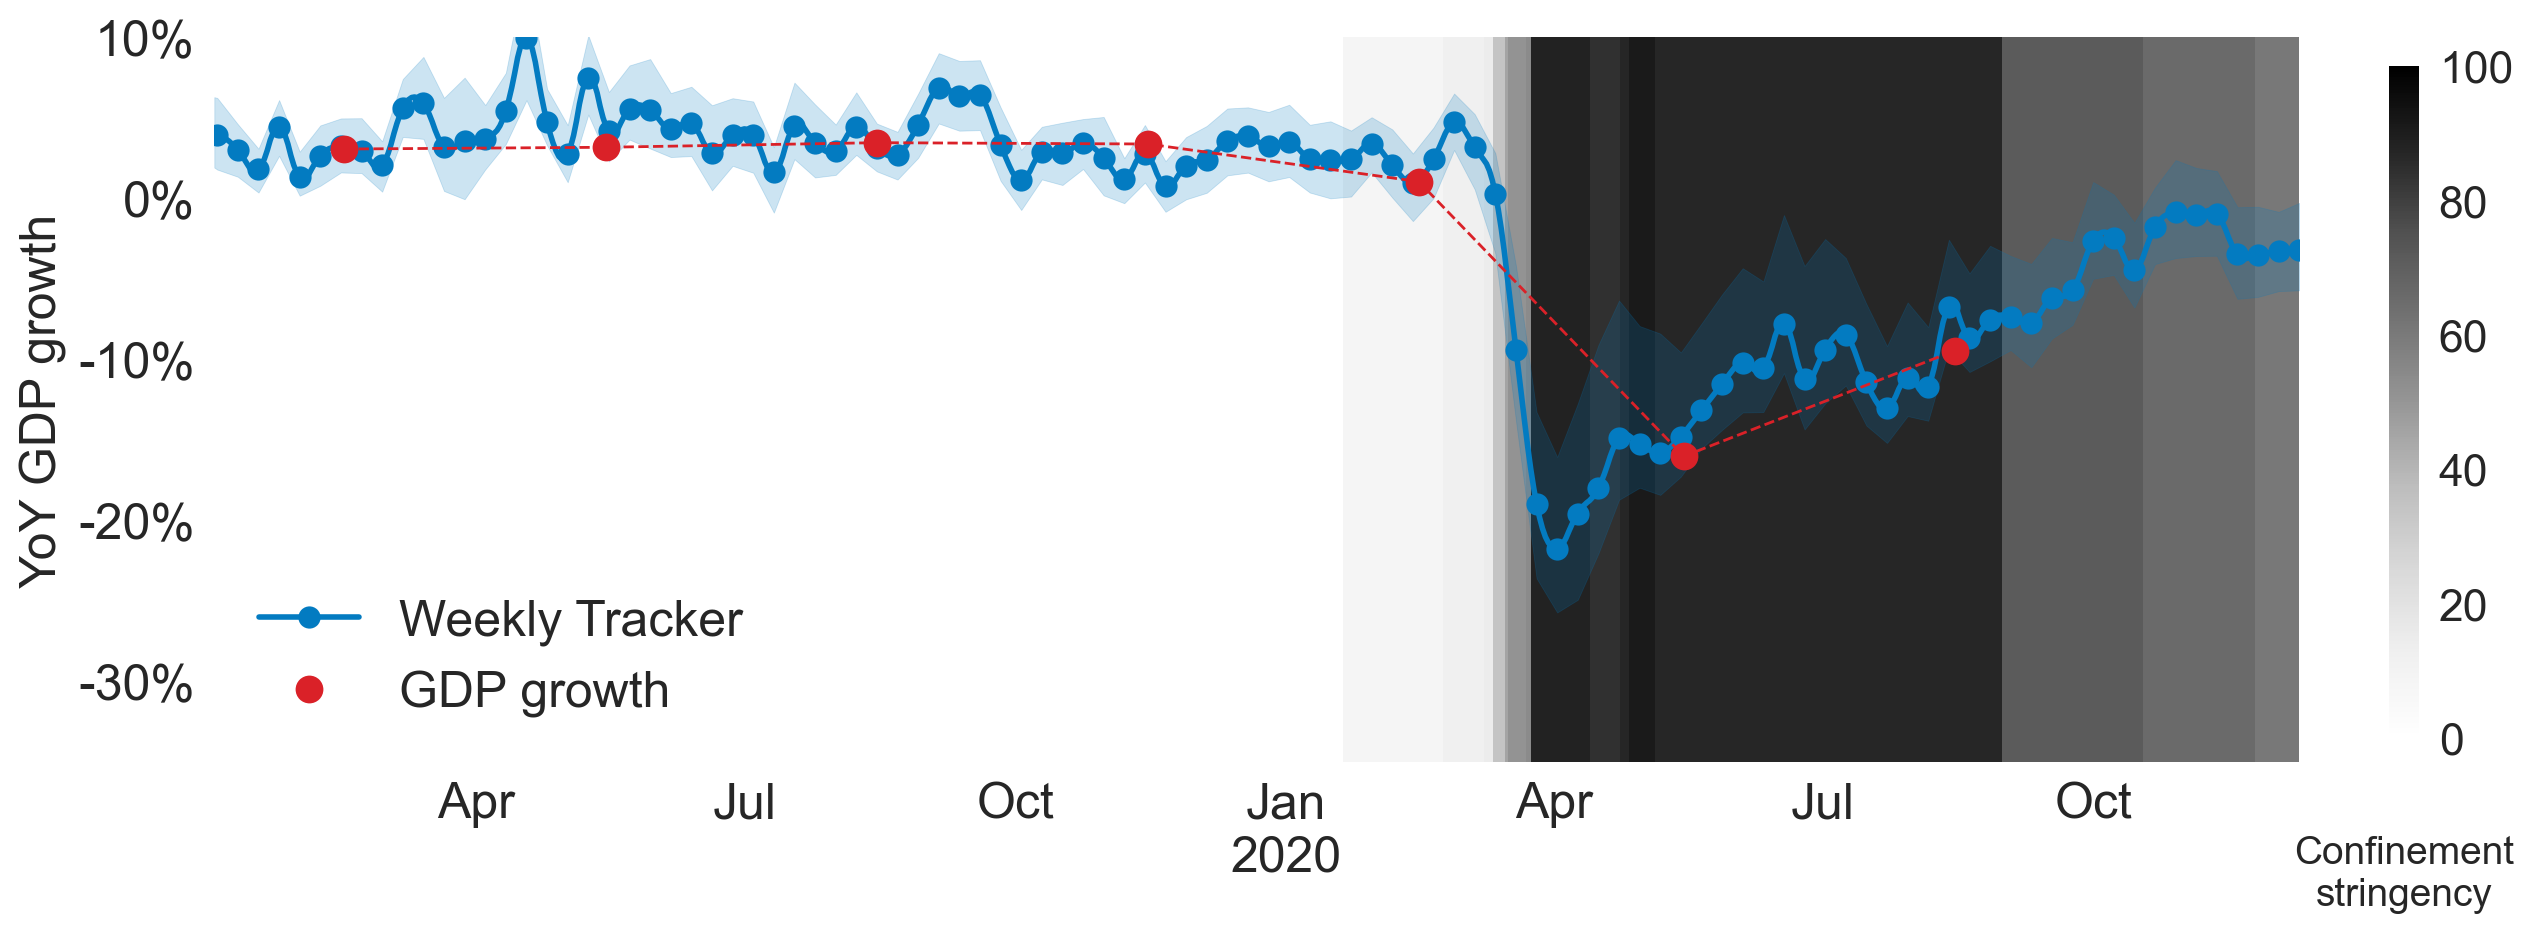 10%
0%
-10%
-20%
-30%
YoY GDP growth
Weekly Tracker
GDP growth
Apr
Jul
Oct
Jan
2020
Apr
Jul
Oct
100
80
60
40
20
0
Confinement
stringency